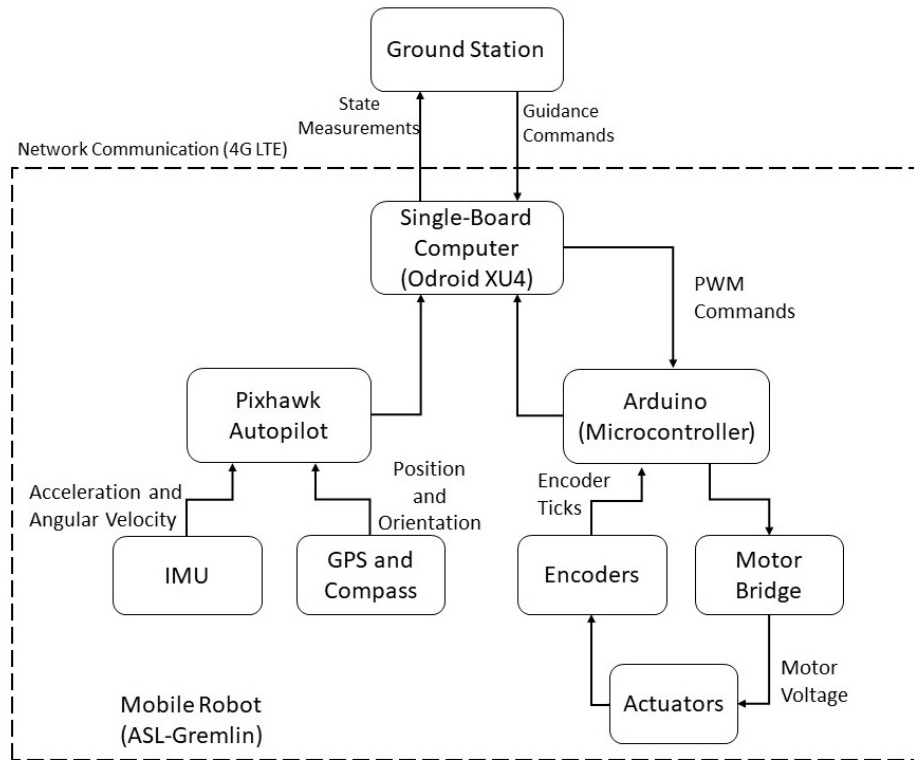 Ground Station
State
Measurements
Guidance
Commands
Network Communication (4G LTE)
Single-Board
Computer
(Odroid XU4)
PWM
Commands
Pixhawk
Autopilot
Arduino
(Microcontroller)
Acceleration and
Angular Velocity
Position
and
Orientation
Encoder
Ticks
IMU
GPS and
Compass
Encoders
Motor
Bridge
Motor
Voltage
Actuators
Mobile Robot
(ASL-Gremlin)